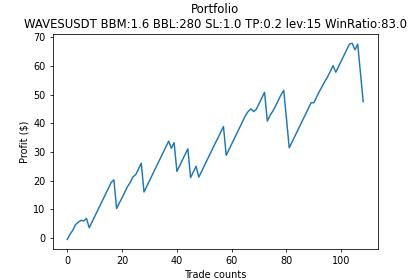 Portfolio
WAVESUSDT BBM:1.6 BBL:280 SL:1.0 TP:0.2 lev:15 WinRatio:83.0
70
60
50
40
30
20
10
0
Profit ($)
0 20 40 60 80 100
Trade counts